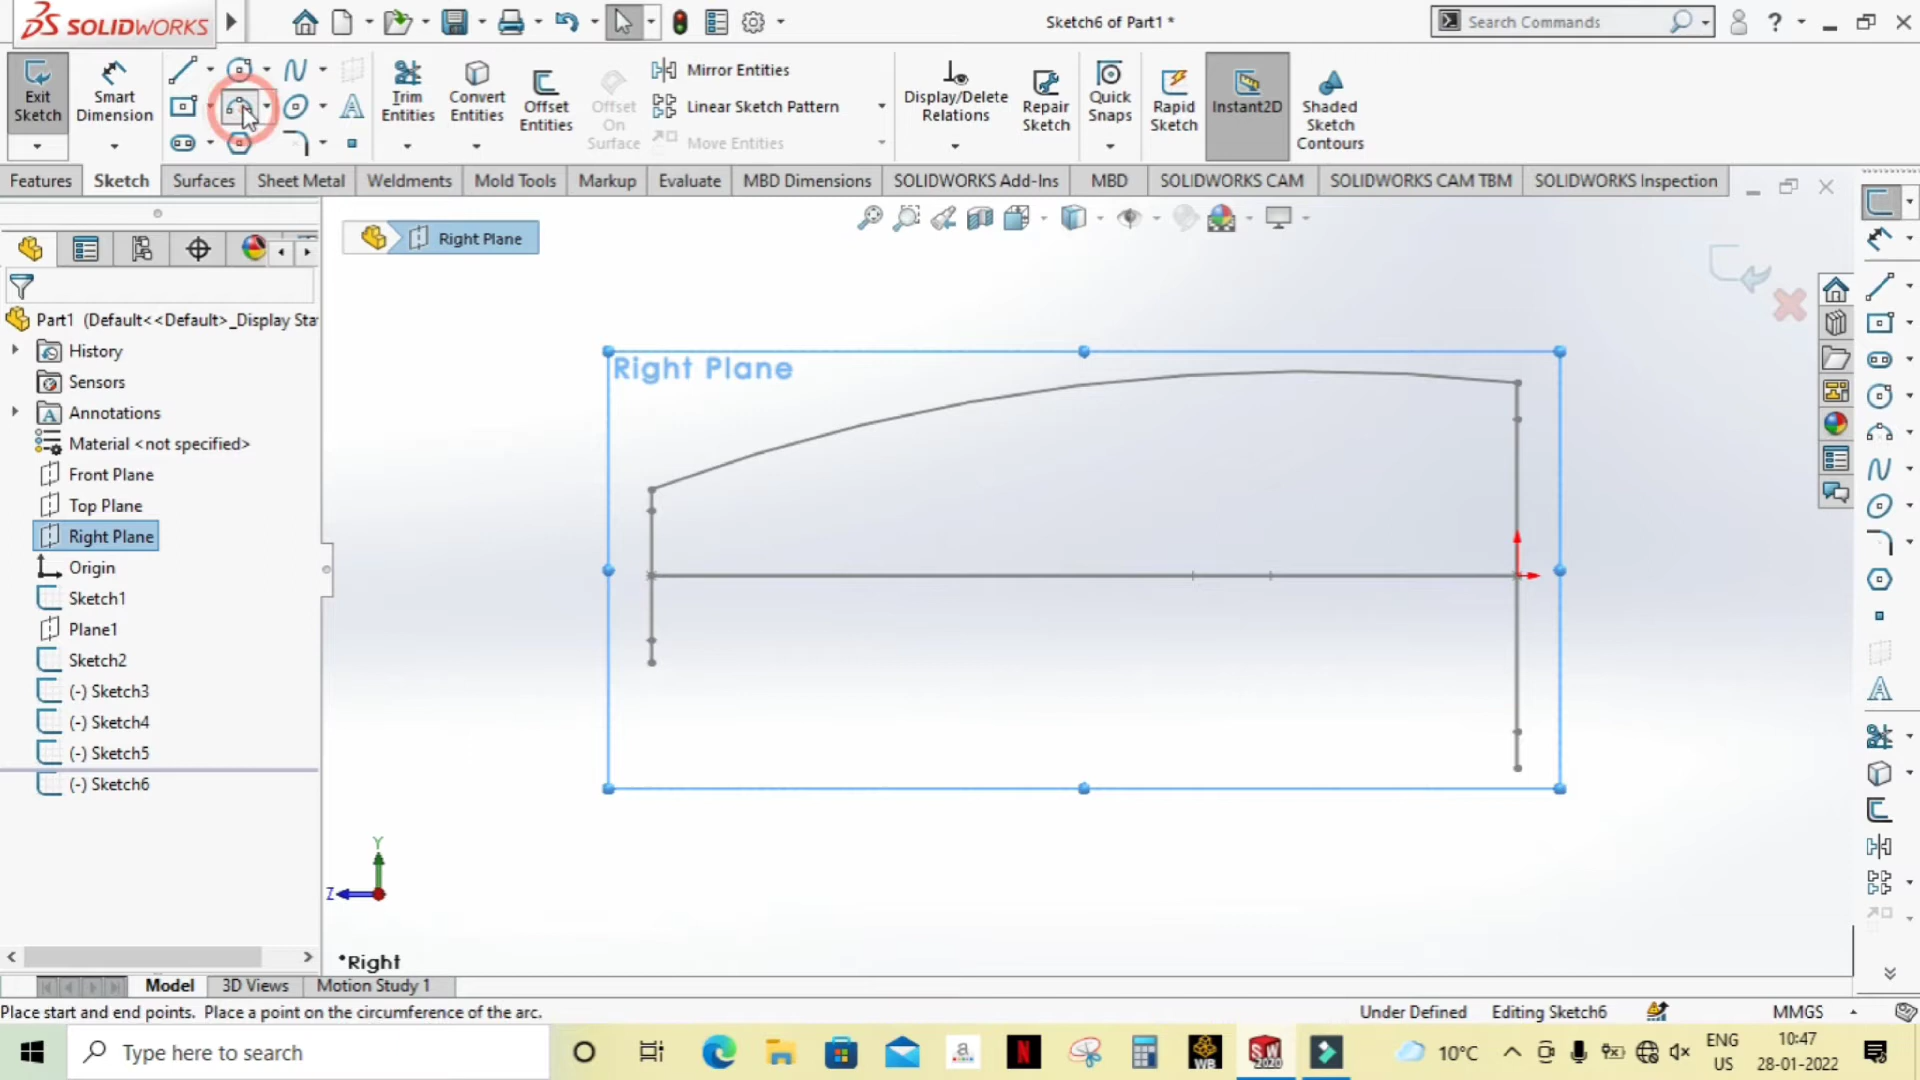 SOLIDWORKS
Sketch6 of Part1 *
Search Commands
?
Exit Sketch
Smart Dimension
Trim Entities
Convert Entities
Offset Entities
Offset On Surface
Mirror Entities
Linear Sketch Pattern
Move Entities
Display/Delete Relations
Repair Sketch
Quick Snaps
Rapid Sketch
Instant2D
Shaded Sketch Contours
Features
Sketch
Surfaces
Sheet Metal
Weldments
Mold Tools
Markup
Evaluate
MBD Dimensions
SOLIDWORKS Add-Ins
MBD
SOLIDWORKS CAM
SOLIDWORKS CAM TBM
SOLIDWORKS Inspection
Right Plane
Part1 (Default<<Default>_Display Sta
History
Sensors
Annotations
Material <not specified>
Front Plane
Top Plane
Right Plane
Origin
Sketch1
Plane1
Sketch2
(-) Sketch3
(-) Sketch4
(-) Sketch5
(-) Sketch6
Right Plane
Y
Z
*Right
Model
3D Views
Motion Study 1
Place start and end points. Place a point on the circumference of the arc.
Under Defined
Editing Sketch6
MMGS
Type here to search
10°C
ENG
US
10:47
28-01-2022